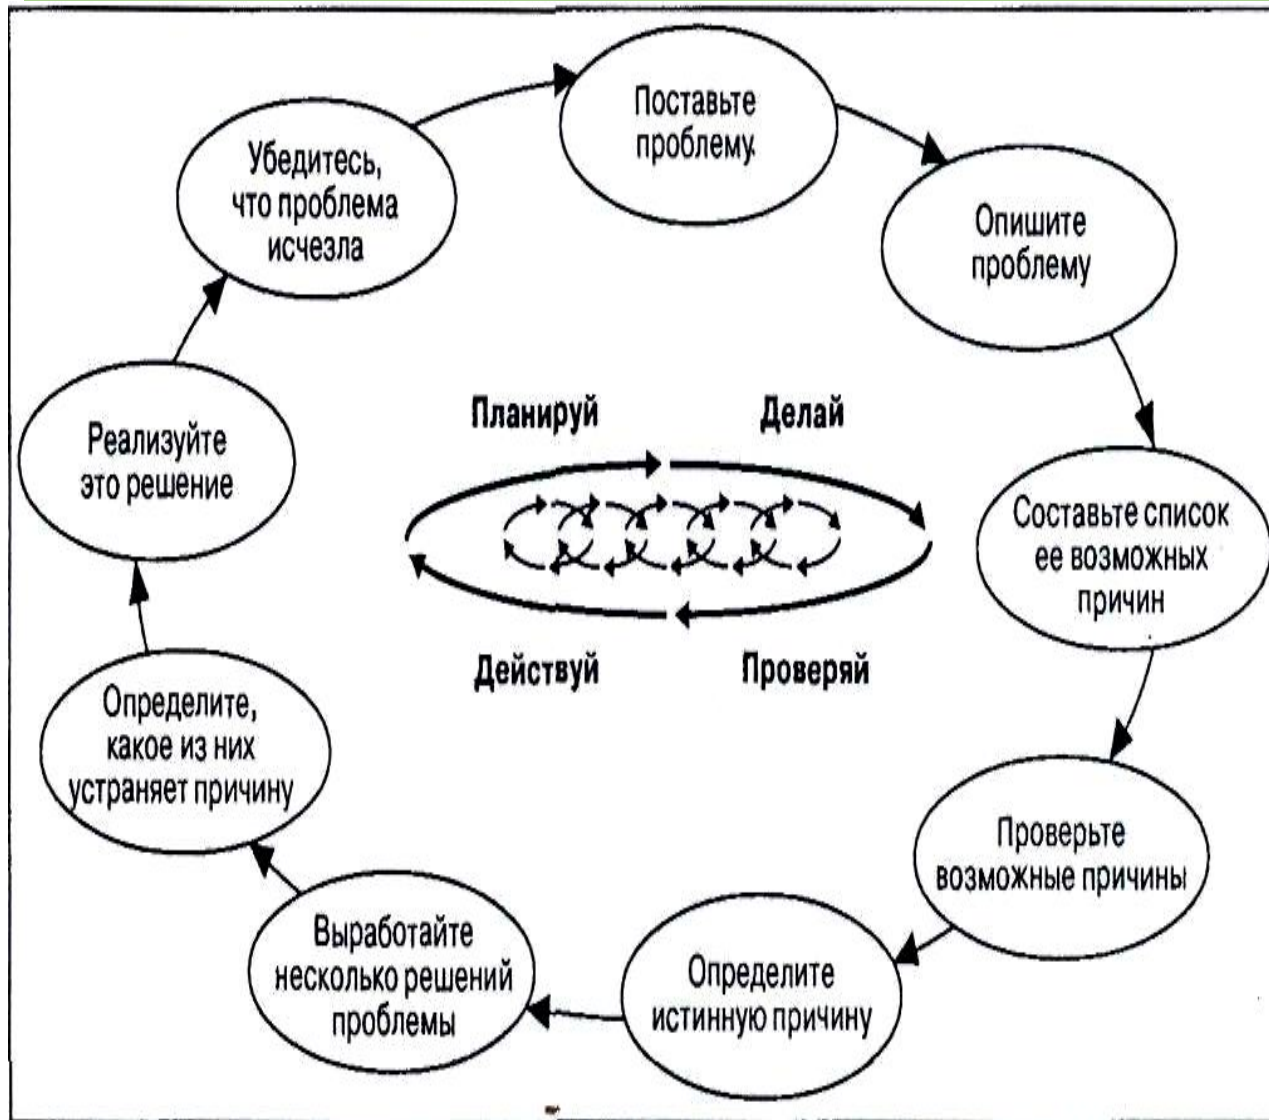 Поставьте
проблему.
Опишите
проблему
Составьте список
ее возможных
причин
Проверьте
возможные причины
Определите
истинную причину
Выработайте
несколько решений
проблемы
Определите,
какое из них
устраняет причину
Реализуйте
это решение
Убедитесь,
что проблема
исчезла
Планируй
Делай
Действуй
Проверяй